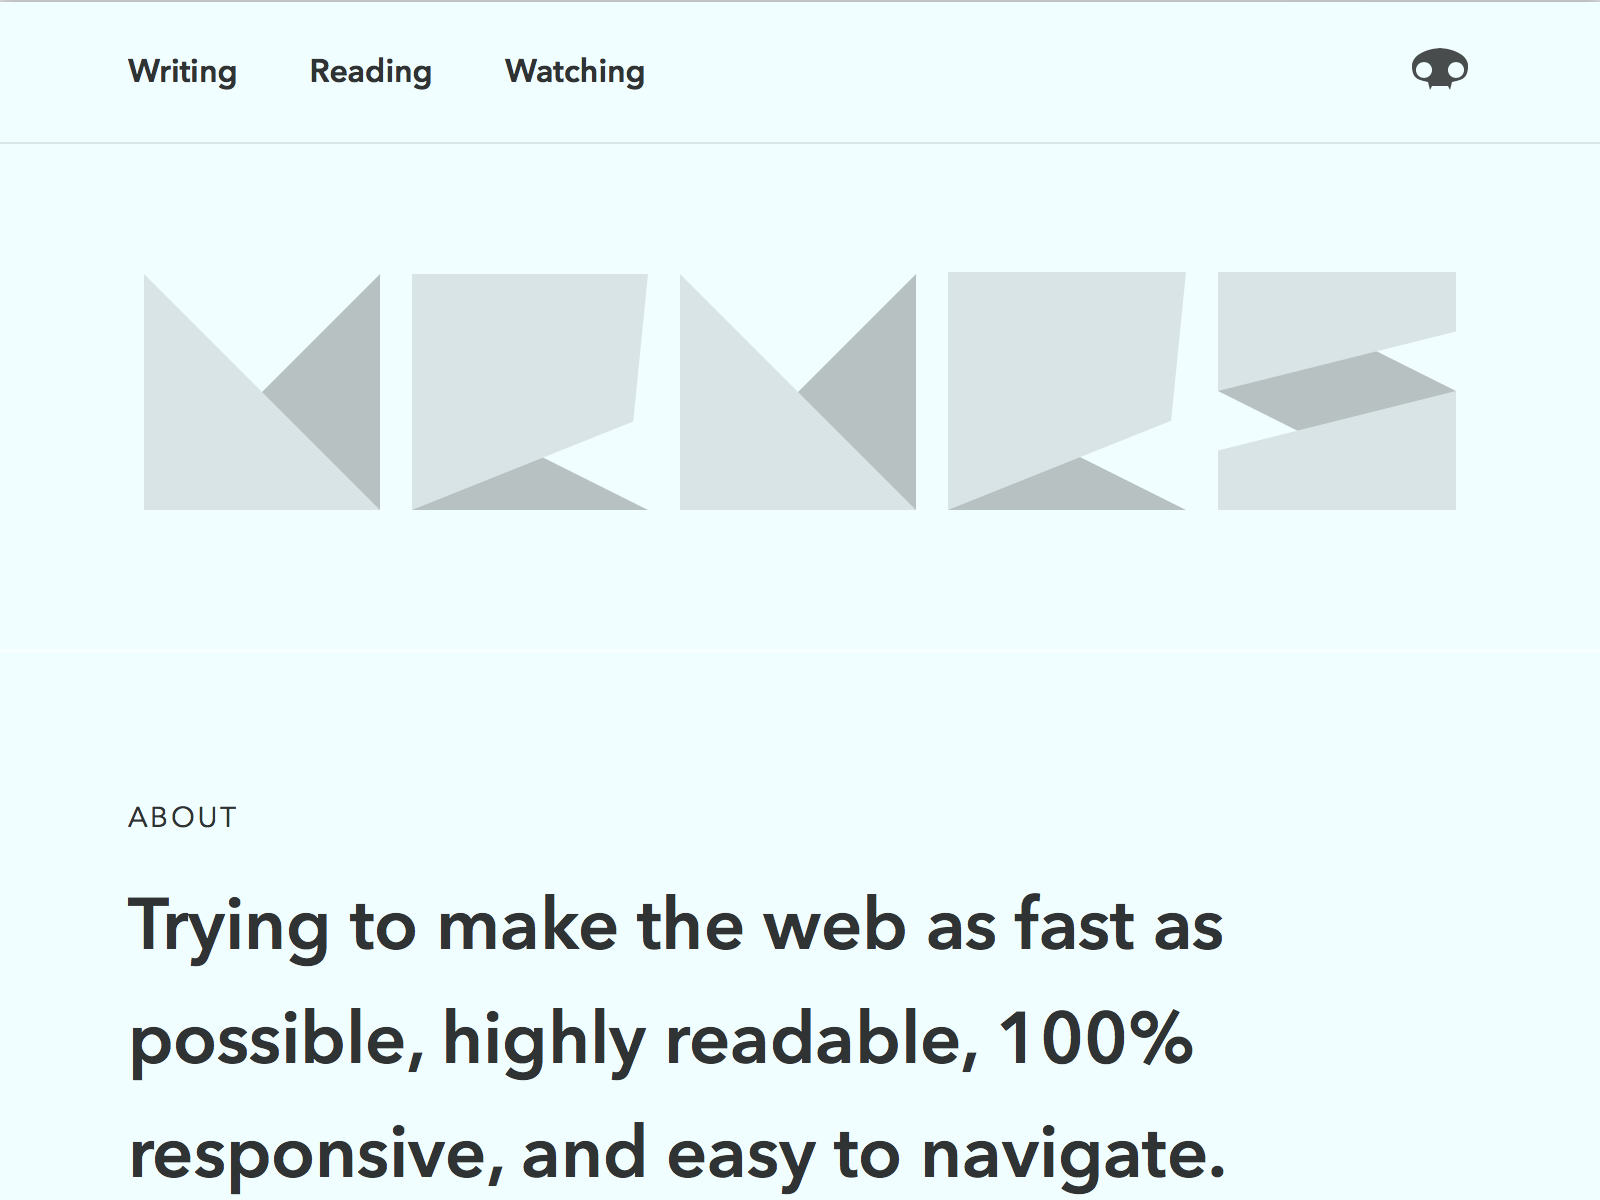 Writing Reading Watching
MRMRS
ABOUT
Trying to make the web as fast as
possible, highly readable, 100%
responsive, and easy to navigate.